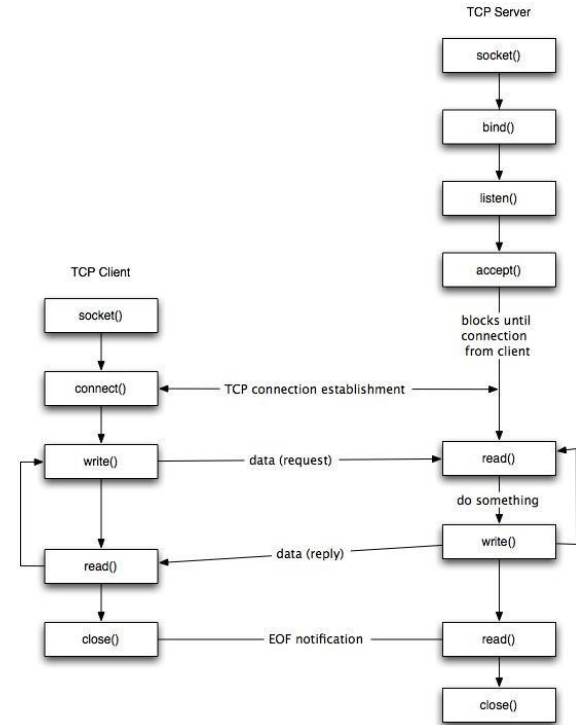 TCP Server
socket()
bind()
listen()
accept()
blocks until
connection
from client
TCP Client
socket()
connect()
TCP connection establishment
write()
data (request)
read()
do something
write()
data (reply)
read()
close()
EOF notification
read()
close()